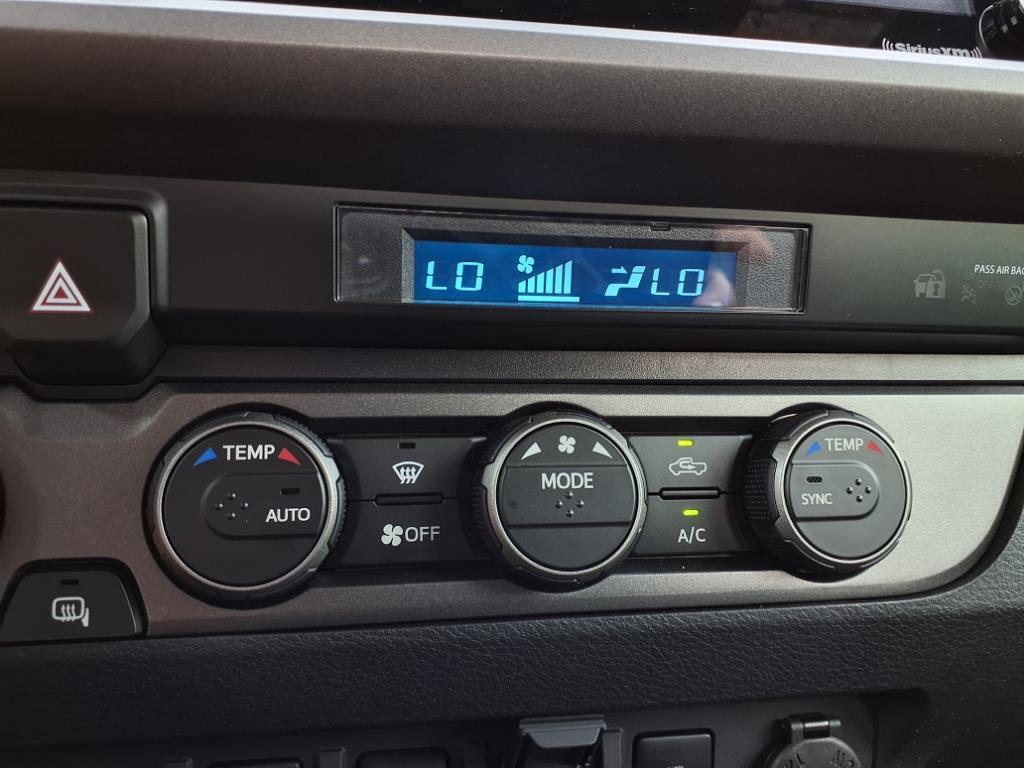 SiriusXM
LO LO
PASS AIR BAG
TEMP
AUTO
OFF
MODE
A/C
TEMP
SYNC